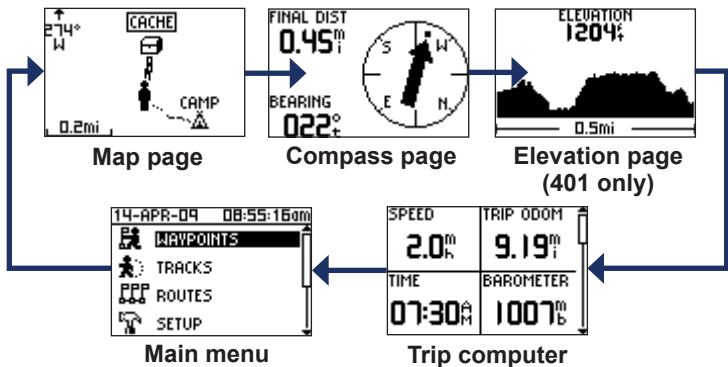 274°
W
CACHE
CAMP
0.2mi
Map page
FINAL DIST
0.45mi
BEARING
022°t
S
W
E
N
Compass page
ELEVATION
1204ft
0.5mi
Elevation page
(401 only)
14-APR-09 08:55:16am
WAYPOINTS
TRACKS
ROUTES
SETUP
Main menu
SPEED
2.0mh
TRIP ODOM
9.19mi
TIME
07:30AM
BAROMETER
1007mb
Trip computer